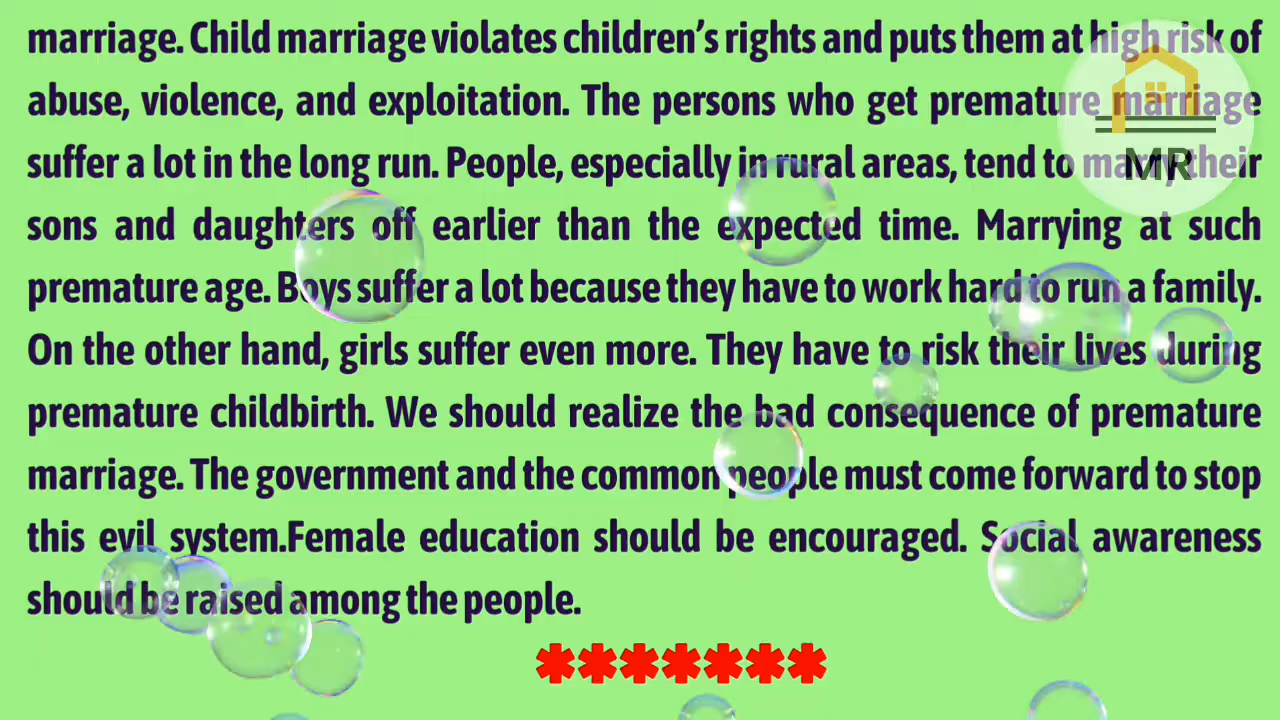 marriage. Child marriage violates children’s rights and puts them at high risk of
abuse, violence, and exploitation. The persons who get premature marriage
suffer a lot in the long run. People, especially in rural areas, tend to marry their
sons and daughters off earlier than the expected time. Marrying at such
premature age. Boys suffer a lot because they have to work hard to run a family.
On the other hand, girls suffer even more. They have to risk their lives during
premature childbirth. We should realize the bad consequence of premature
marriage. The government and the common people must come forward to stop
this evil system.Female education should be encouraged. Social awareness
should be raised among the people.
*******
MR